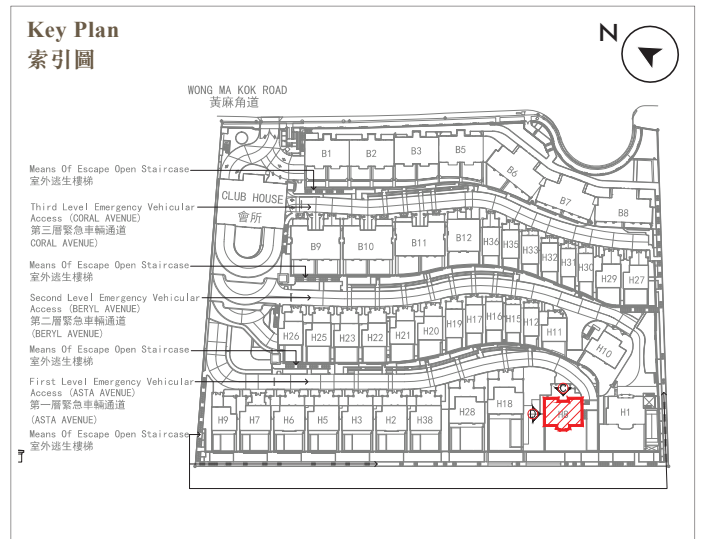 Key Plan
索引圖
N
WONG MA KOK ROAD
黃麻角道
B1
B2
B3
B5
B6
B7
B8
Means Of Escape Open Staircase
室外逃生樓梯
CLUB HOUSE
會所
Third Level Emergency Vehicular
Access (CORAL AVENUE)
第三層緊急車輛通道
CORAL AVENUE)
B9
B10
B11
B12
H36
H35
H33
H32
H31
H30
H29
H27
Means Of Escape Open Staircase
室外逃生樓梯
Second Level Emergency Vehicular
Access (BERYL AVENUE)
第二層緊急車輛通道
(BERYL AVENUE)
H26
H25
H23
H22
H21
H20
H19
H17
H16
H15
H12
H11
H10
Means Of Escape Open Staircase
室外逃生樓梯
First Level Emergency Vehicular
Access (ASTA AVENUE)
第一層緊急車輛通道
(ASTA AVENUE)
H9
H7
H6
H5
H3
H2
H38
H28
H18
H8
H1
C
D
Means Of Escape Open Staircase
室外逃生樓梯